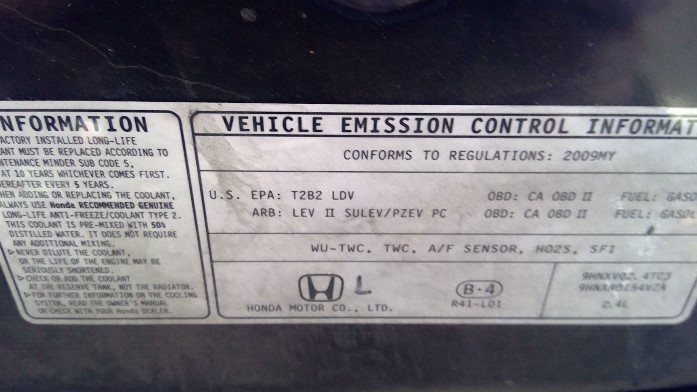 NFORMATION
ACTORY INSTALLED LONG-LIFE
ANT MUST BE REPLACED ACCORDING TO
NTENANCE MINDER SUB CODE 5,
AT 10 YEARS WHICHEVER COMES FIRST.
HEREAFTER EVERY 5 YEARS.
HEN ADDING OR REPLACING THE COOLANT,
ALWAYS USE Honda RECOMMENDED GENUINE
LONG-LIFE ANTI-FREEZE/COOLANT TYPE 2.
THIS COOLANT IS PRE-MIXED WITH 50%
DISTILLED WATER. IT DOES NOT REQUIRE
ANY ADDITIONAL MIXING.
▷NEVER DILUTE THE COOLANT,
OR THE LIFE OF THE ENGINE MAY BE
SERIOUSLY SHORTENED.
▷CHECK OR ADD THE COOLANT
AT THE RESERVE TANK, NOT THE RADIATOR.
▷FOR FURTHER INFORMATION ON THE COOLING
SYSTEM, READ THE OWNER'S MANUAL
OR CHECK WITH YOUR Honda DEALER.
VEHICLE EMISSION CONTROL INFORMAT
CONFORMS TO REGULATIONS: 2009MY
U.S. EPA: T2B2 LDV OBD: CA OBD II FUEL: GASO
ARB: LEV II SULEV/PZEV PC OBD: CA OBD II FUEL: GASO
WU-TWC, TWC, A/F SENSOR, HO2S, SFI
L
HONDA MOTOR CO., LTD.
B-4
R41-L01
9HNXV02.4TC3
9HNXR0154VZA
2.4L